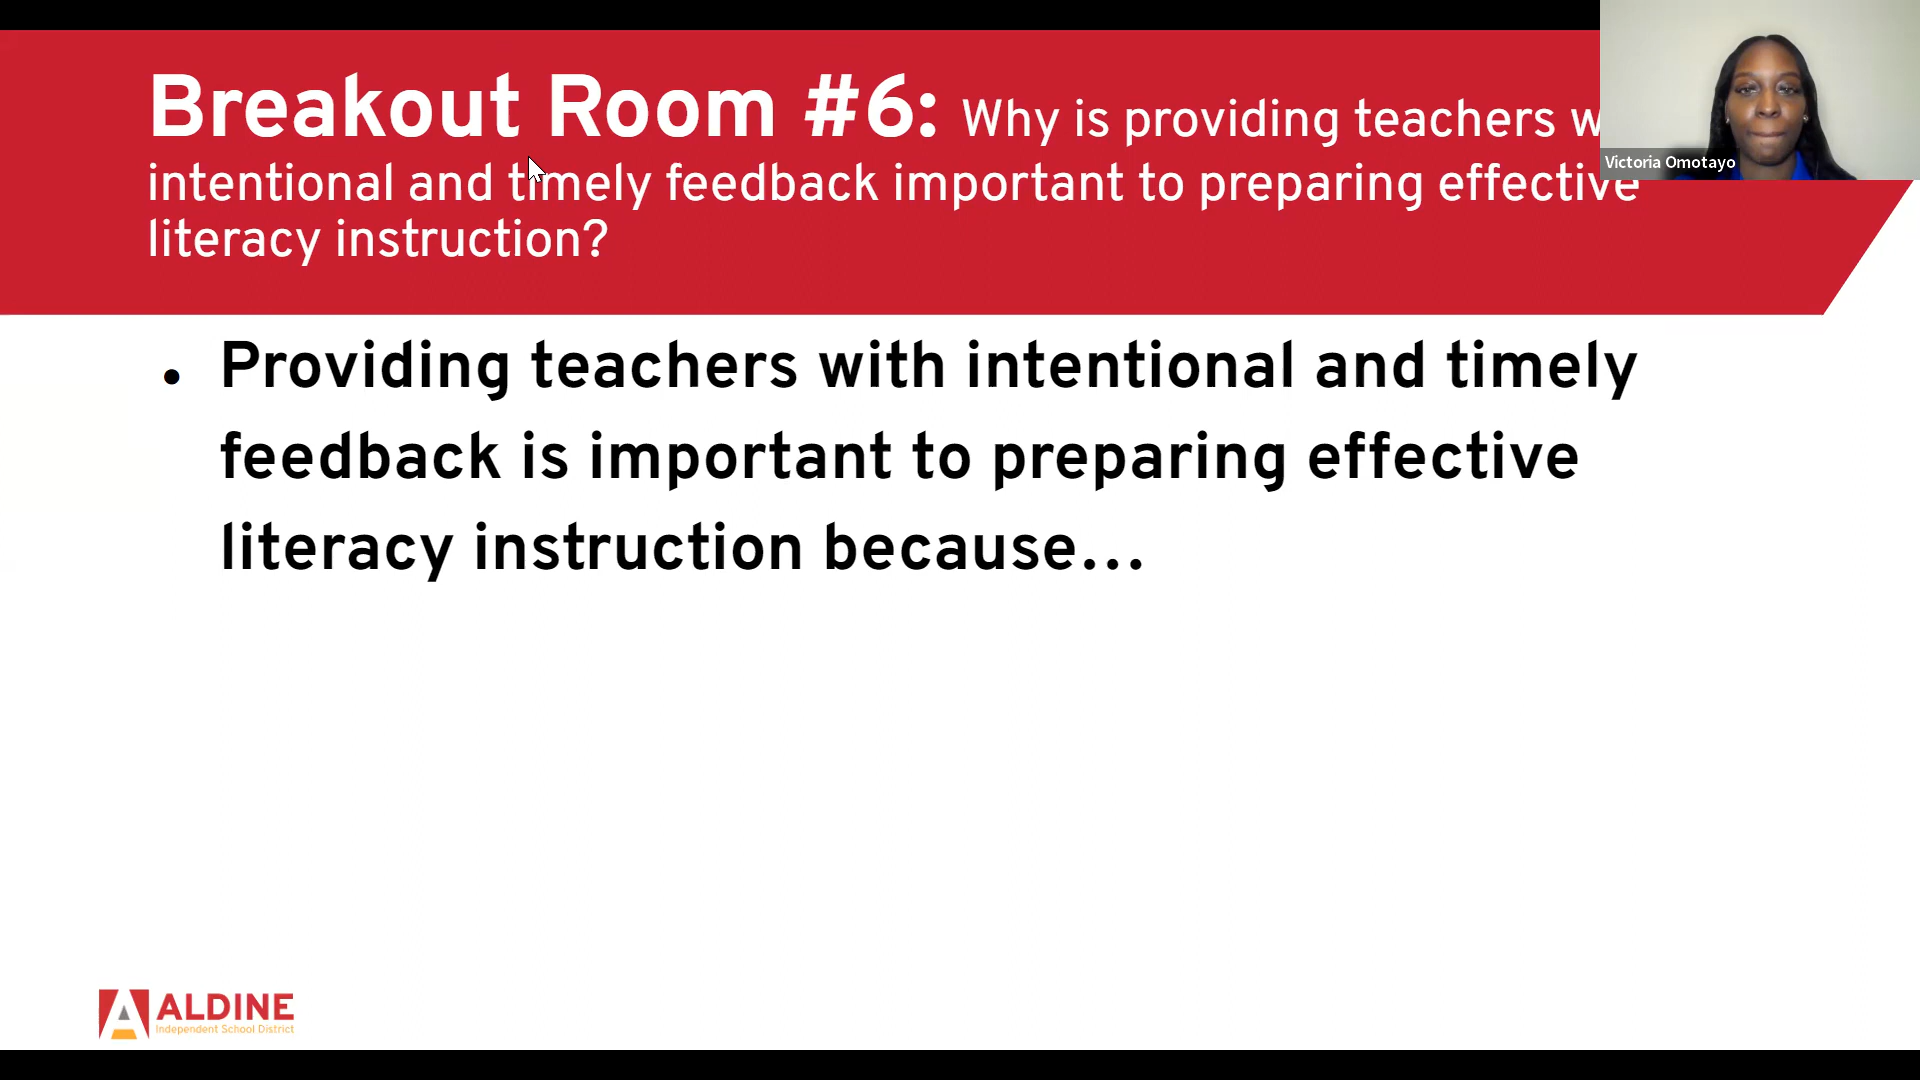 Breakout Room #6: Why is providing teachers
intentional and timely feedback important to preparing effective
literacy instruction?
Victoria Omotayo
• Providing teachers with intentional and timely
feedback is important to preparing effective
literacy instruction because...
ALDINE
Independent School District